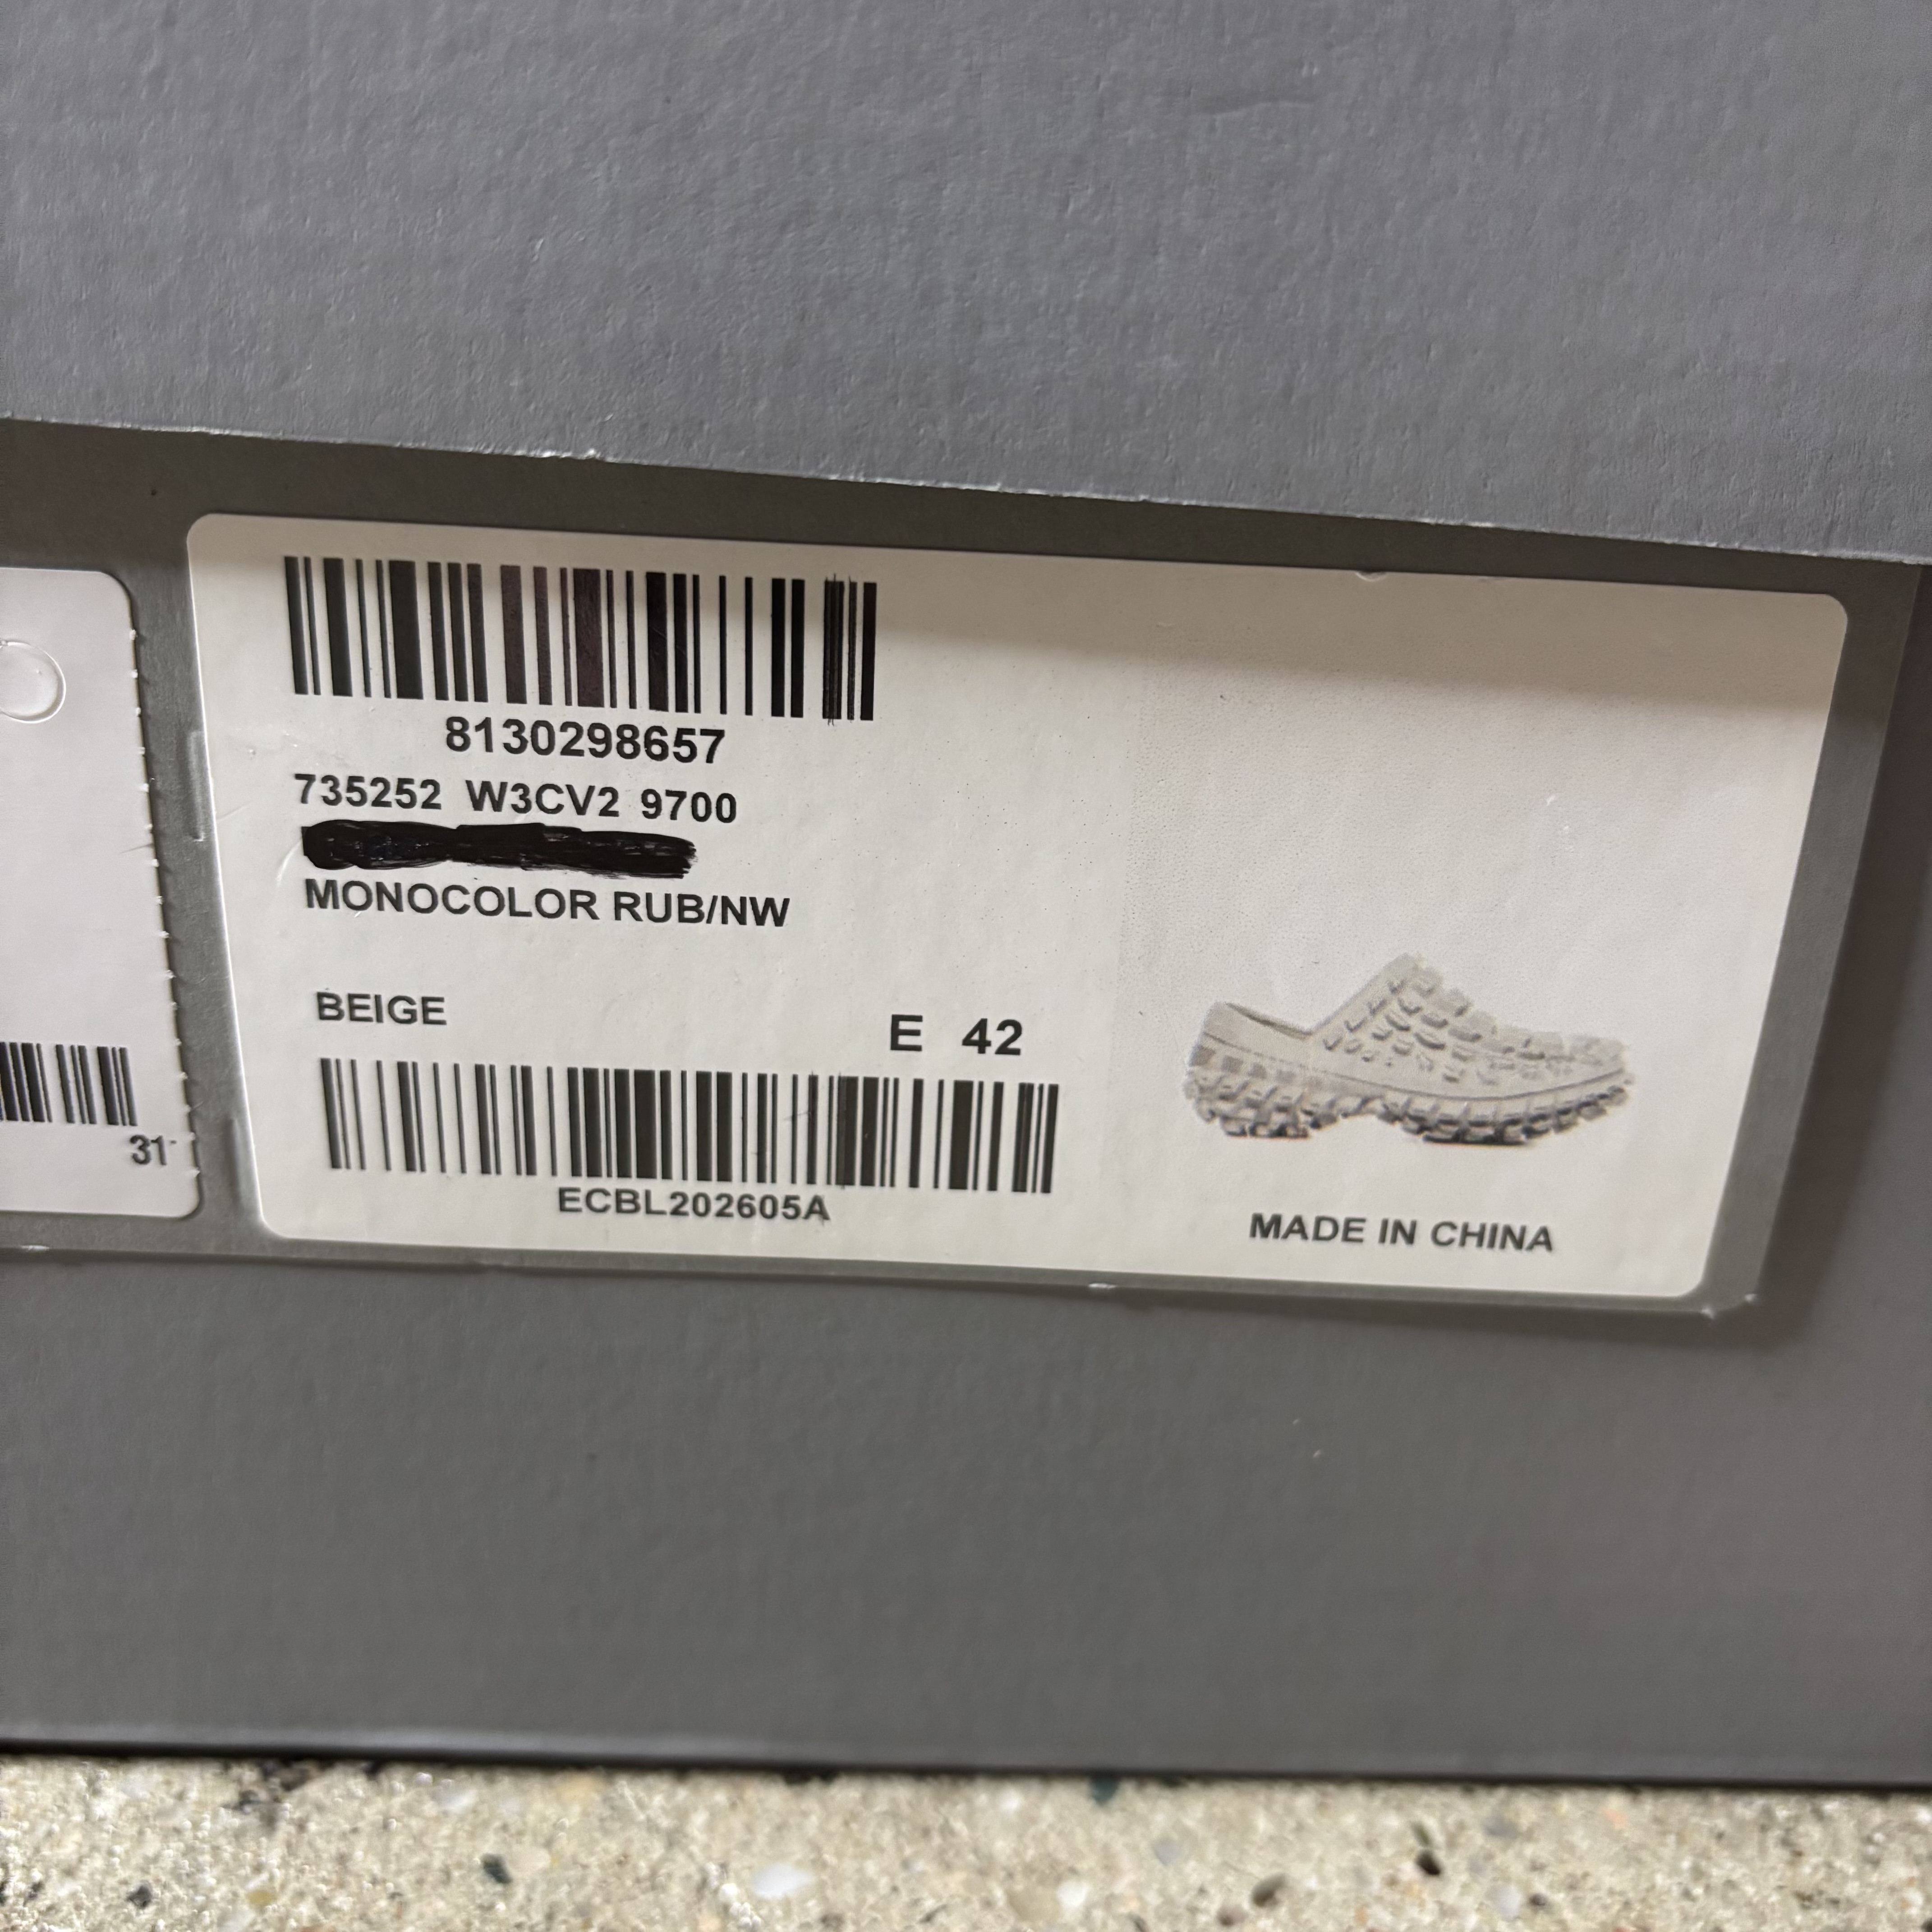 8130298657
735252 W3CV2 9700
MONOCOLOR RUB/NW
BEIGE
E 42
ECBL202605A
MADE IN CHINA
31